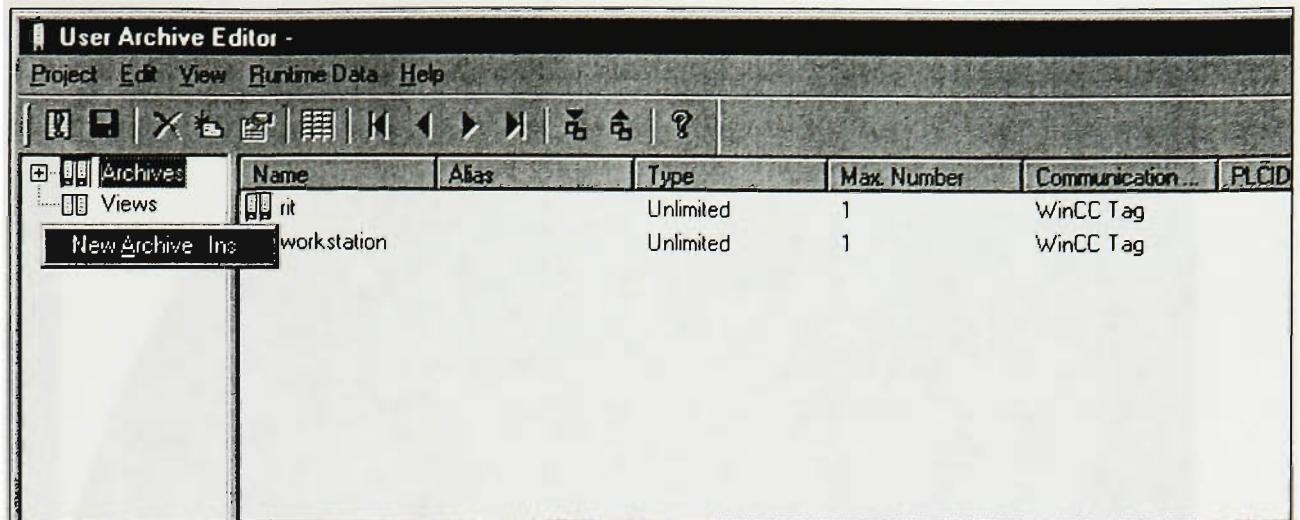 User Archive Editor -
Project Edit View Runtime Data Help
Archives
Views
New Archive Ins
Name Alias Type Max. Number Communication ... PLCID
rit Unlimited 1 WinCC Tag
workstation Unlimited 1 WinCC Tag